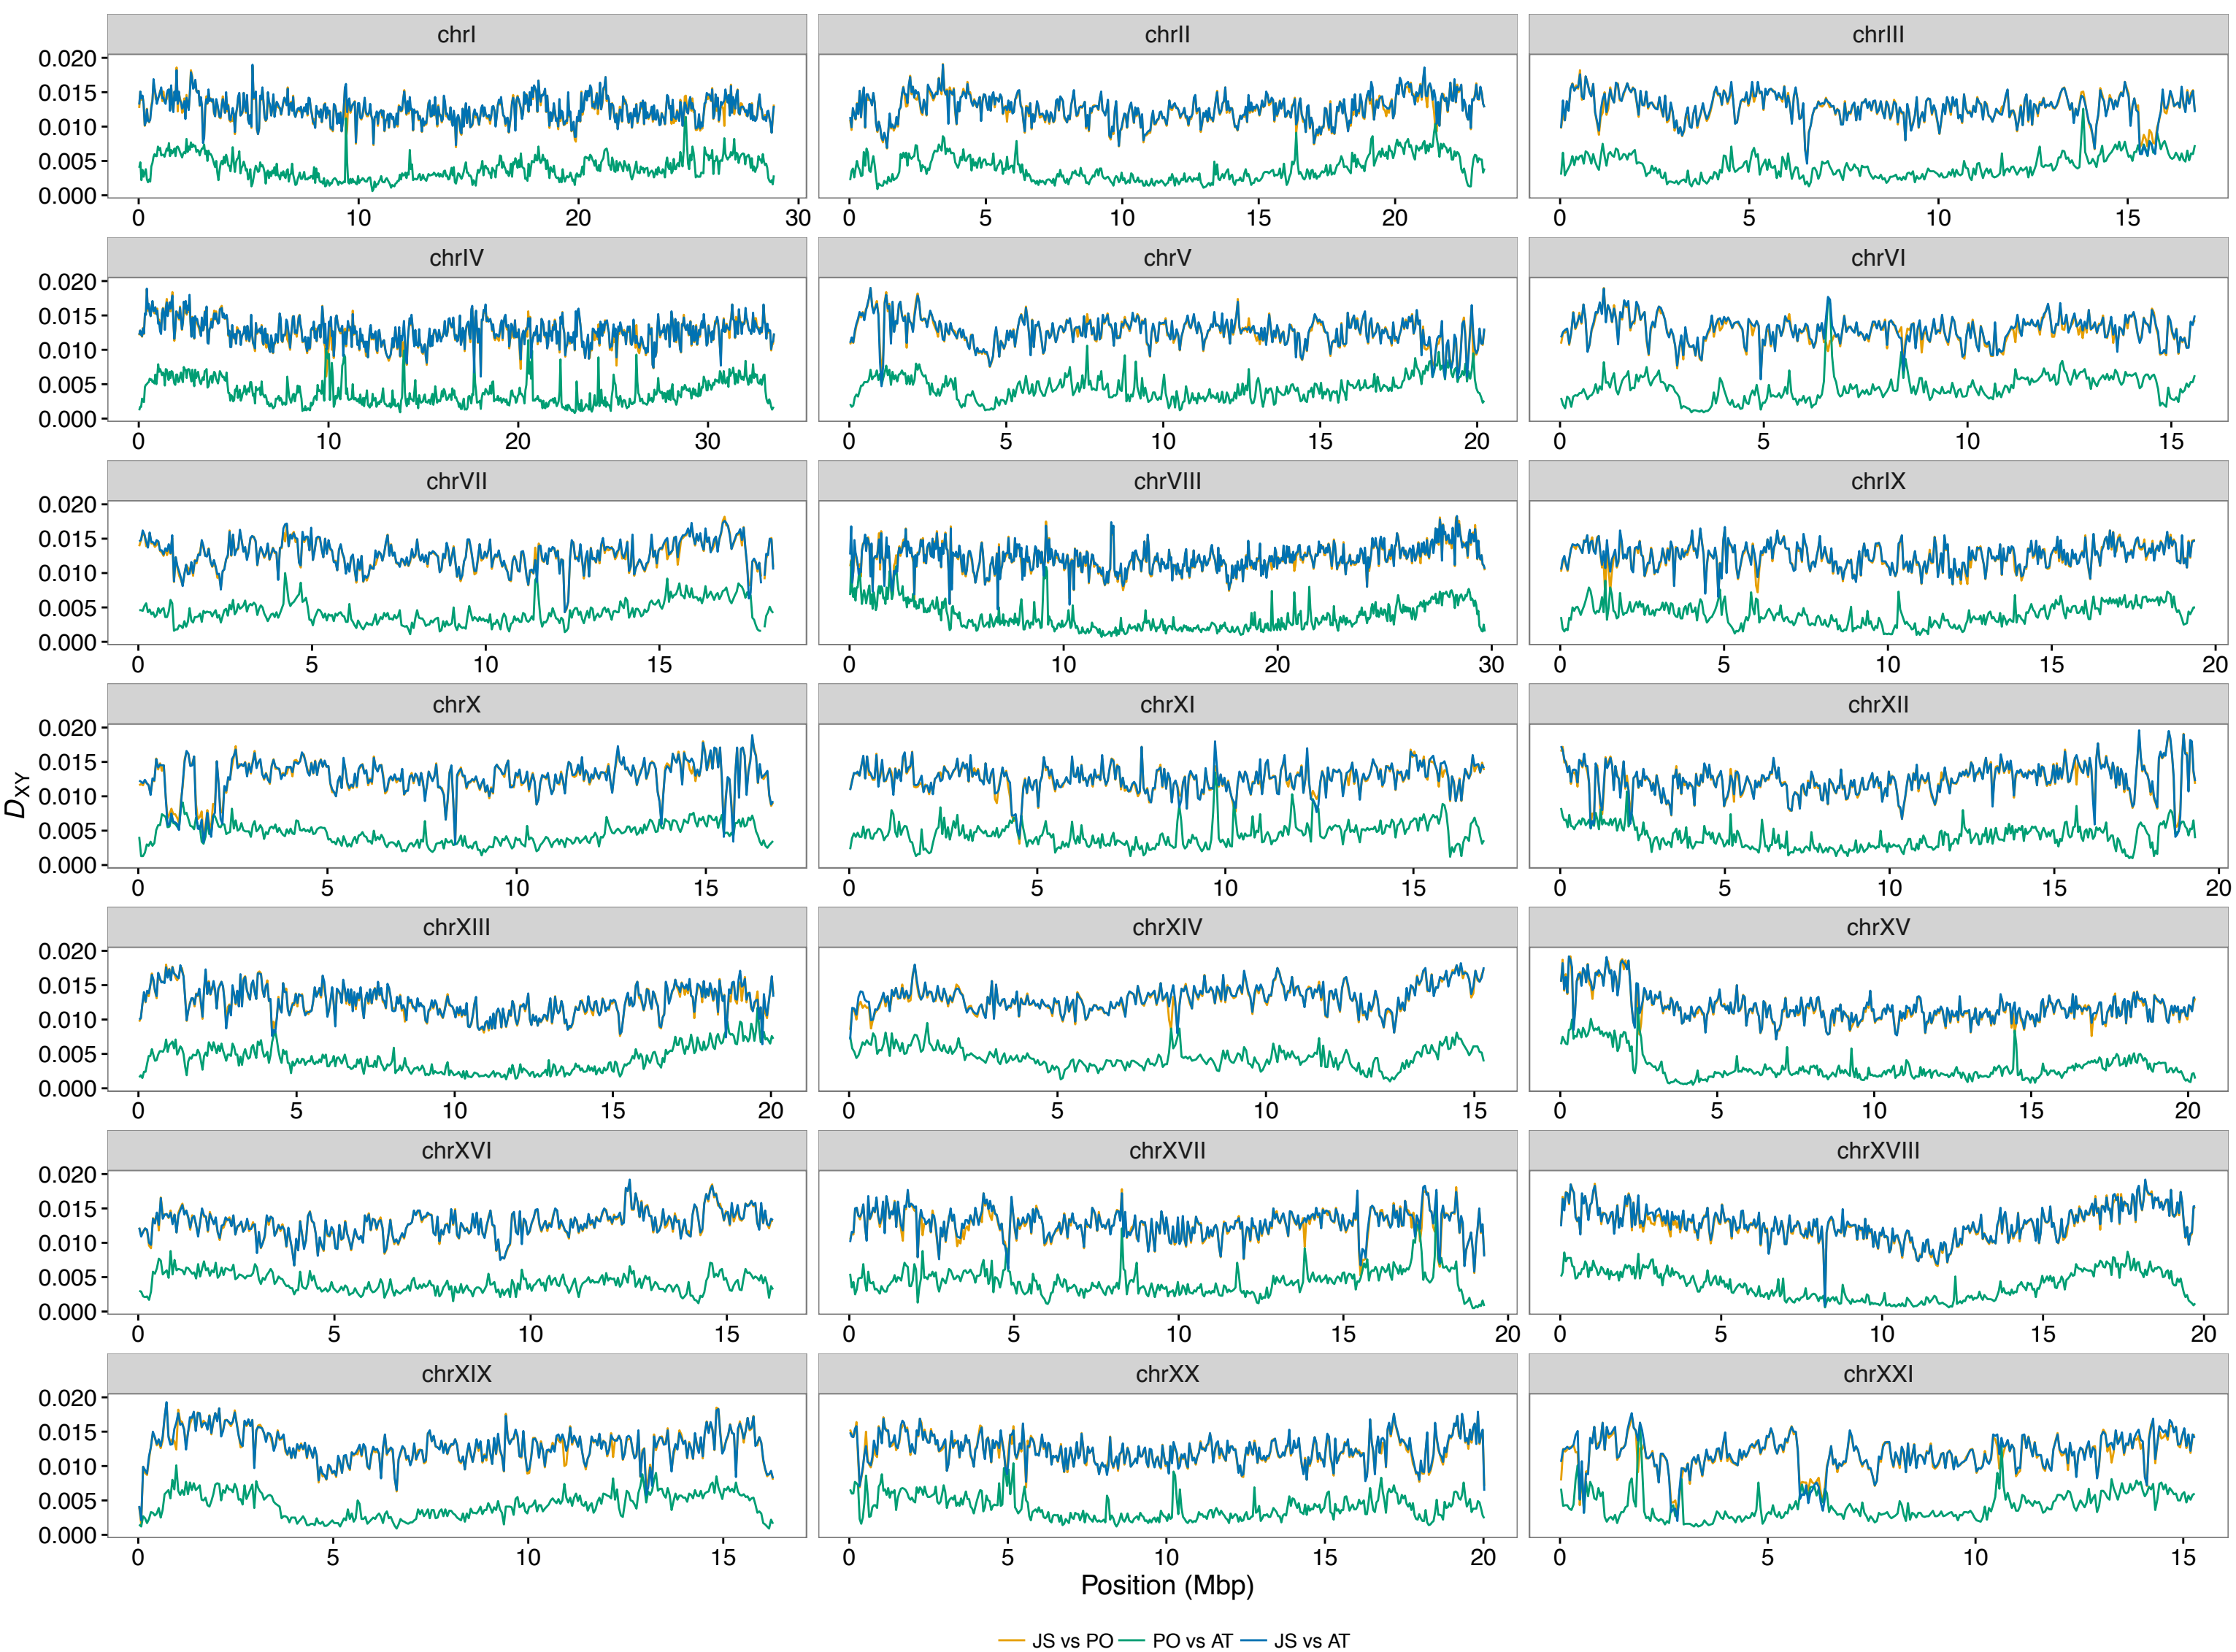 chrI chrII chrIII
0.020
0.015
0.010
0.005
0.000
0 10 20 30 0 5 10 15 20 0 5 10 15
chrIV chrV chrVI
0.020
0.015
0.010
0.005
0.000
0 10 20 30 0 5 10 15 20 0 5 10 15
chrVII chrVIII chrIX
0.020
0.015
0.010
0.005
0.000
0 5 10 15 0 10 20 30 0 5 10 15 20
chrX chrXI chrXII
0.020
0.015
0.010
0.005
0.000
0 5 10 15 0 5 10 15 0 5 10 15 20
DXY
chrXIII chrXIV chrXV
0.020
0.015
0.010
0.005
0.000
0 5 10 15 20 0 5 10 15 0 5 10 15 20
chrXVI chrXVII chrXVIII
0.020
0.015
0.010
0.005
0.000
0 5 10 15 0 5 10 15 20 0 5 10 15 20
chrXIX chrXX chrXXI
0.020
0.015
0.010
0.005
0.000
0 5 10 15 0 5 10 15 20 0 5 10 15
Position (Mbp)
JS vs PO PO vs AT JS vs AT